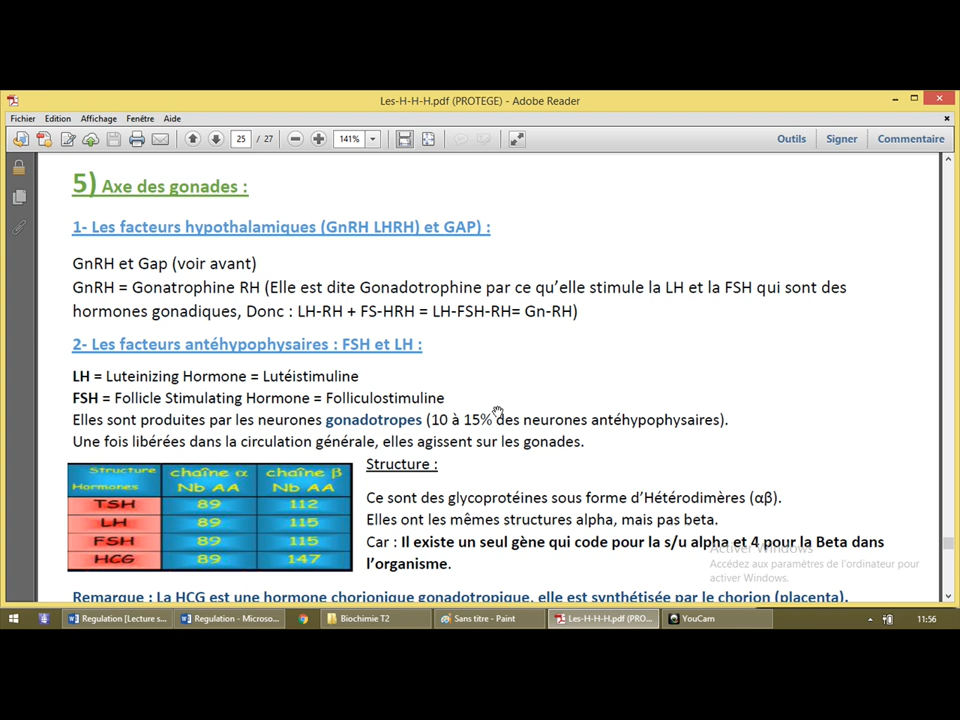 Les-H-H-H.pdf (PROTEGE) - Adobe Reader
Fichier Edition Affichage Fenêtre Aide
25 / 27 141% Outils Signer Commentaire
5) Axe des gonades :
1- Les facteurs hypothalamiques (GnRH LHRH) et GAP) :
GnRH et Gap (voir avant)
GnRH = Gonatrophine RH (Elle est dite Gonadotrophine par ce qu’elle stimule la LH et la FSH qui sont des
hormones gonadiques, Donc : LH-RH + FS-HRH = LH-FSH-RH= Gn-RH)
2- Les facteurs antéhypophysaires : FSH et LH :
LH = Luteinizing Hormone = Lutéistimuline
FSH = Follicle Stimulating Hormone = Folliculostimuline
Elles sont produites par les neurones gonadotropes (10 à 15% des neurones antéhypophysaires).
Une fois libérées dans la circulation générale, elles agissent sur les gonades.
Structure chaîne α chaîne β
Hormones Nb AA Nb AA
TSH 89 112
LH 89 115
FSH 89 115
HCG 89 147
Structure :
Ce sont des glycoprotéines sous forme d’Hétérodimères (αβ).
Elles ont les mêmes structures alpha, mais pas beta.
Car : Il existe un seul gène qui code pour la s/u alpha et 4 pour la Beta dans
l’organisme.
Activer Windows
Accédez aux paramètres de l'ordinateur pour
activer Windows.
Remarque : La HCG est une hormone chorionique gonadotropique, elle est synthétisée par le chorion (placenta).
Regulation [Lecture s... Regulation - Microso... Biochimie T2 Sans titre - Paint Les-H-H-H.pdf (PRO... YouCam 11:56